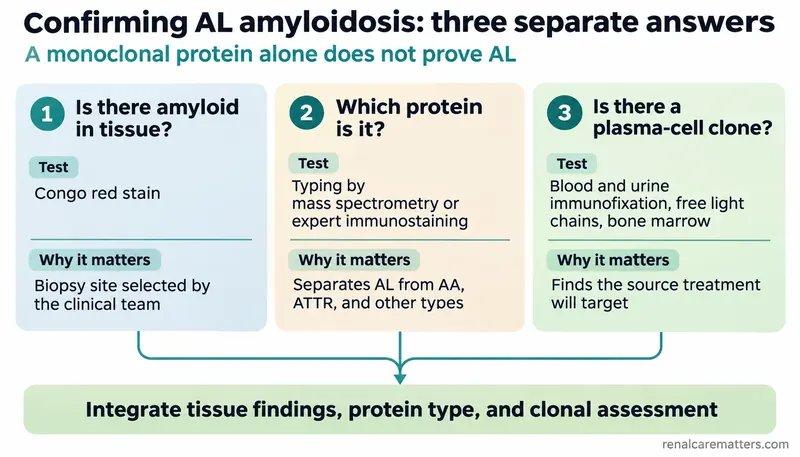 Confirming AL amyloidosis: three separate answers
A monoclonal protein alone does not prove AL
1
Is there amyloid
in tissue?
Test
Congo red stain
Why it matters
Biopsy site selected by
the clinical team
2
Which protein
is it?
Test
Typing by
mass spectrometry or
expert immunostaining
Why it matters
Separates AL from AA,
ATTR, and other types
3
Is there a
plasma-cell clone?
Test
Blood and urine
immunofixation, free light
chains, bone marrow
Why it matters
Finds the source treatment
will target
Integrate tissue findings, protein type, and clonal assessment
renalcarematters.com